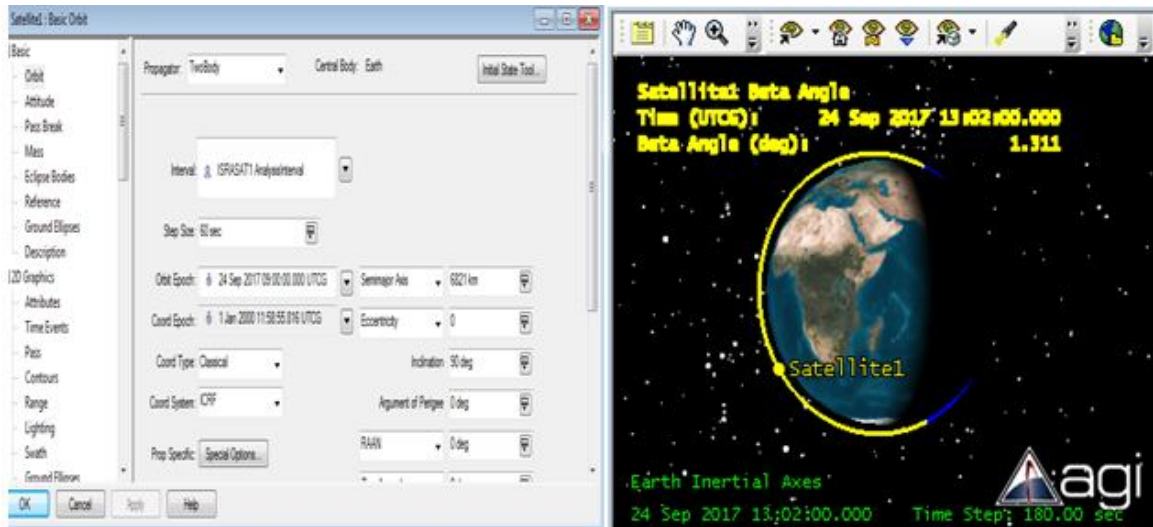 Satellite1 : Basic Orbit
Basic
Orbit
Attitude
Pass Break
Mass
Eclipse Bodies
Reference
Ground Ellipses
Description
2D Graphics
Attributes
Time Events
Pass
Contours
Range
Lighting
Swath
Ground Ellipses
Propagator: TwoBody
Central Body: Earth
Initial State Tool...
Interval: ISRASAT1 AnalysisInterval
Step Size: 60 sec
Orbit Epoch: 24 Sep 2017 09:00:00.000 UTCG
Semimajor Axis 6821 km
Coord Epoch: 1 Jan 2000 11:58:55.816 UTCG
Eccentricity 0
Coord Type: Classical
Inclination 90 deg
Coord System: ICRF
Argument of Perigee 0 deg
Prop Specific: Special Options...
RAAN 0 deg
OK Cancel Apply Help
Satellite1 Beta Angle
Time (UTCG): 24 Sep 2017 13:02:00.000
Beta Angle (deg): 1.311
Satellite1
agi
Earth Inertial Axes
24 Sep 2017 13:02:00.000 Time Step: 180.00 sec